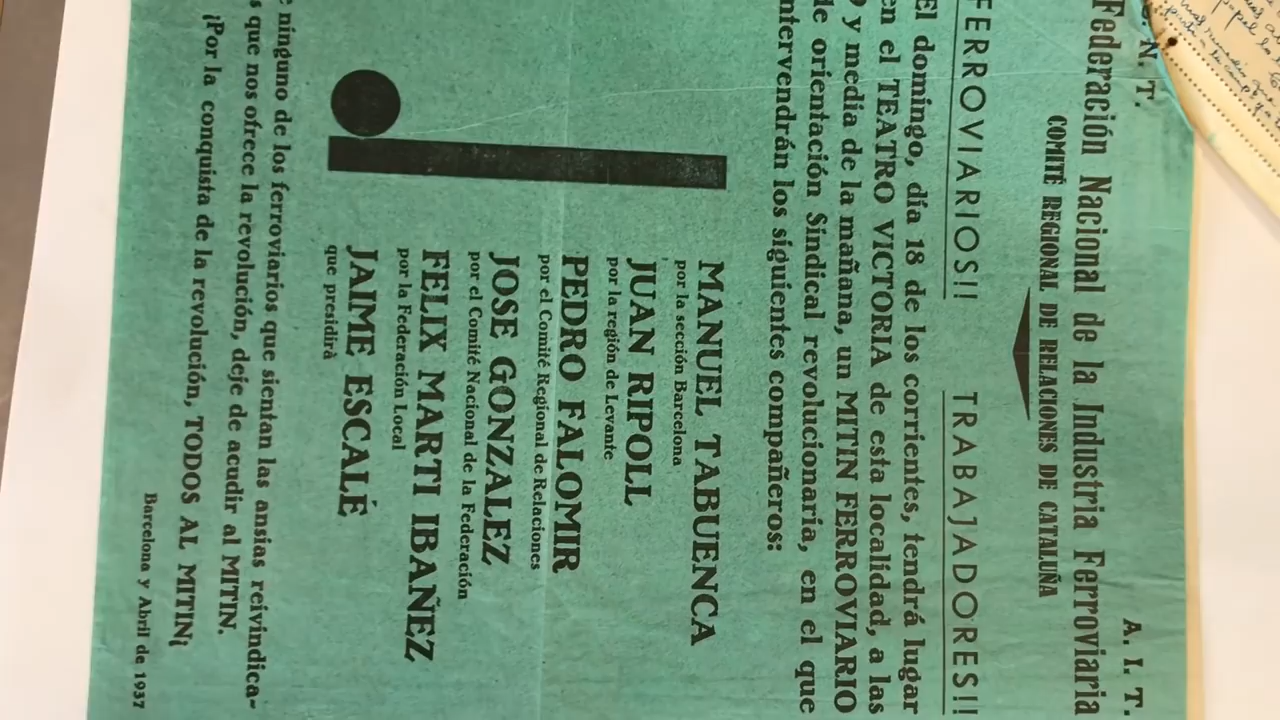 N. T. A. I. T.
Federación Nacional de la Industria Ferroviaria
COMITÉ REGIONAL DE RELACIONES DE CATALUÑA
FERROVIARIOS!! TRABAJADORES!!
El domingo, día 18 de los corrientes, tendrá lugar
en el TEATRO VICTORIA de esta localidad, a las
9 y media de la mañana, un MITIN FERROVIARIO
de orientación Sindical revolucionaria, en el que
ntervendrán los siguientes compañeros:
MANUEL TABUENCA
por la sección Barcelona
JUAN RIPOLL
por la región de Levante
PEDRO FALOMIR
por el Comité Regional de Relaciones
JOSE GONZALEZ
por el Comité Nacional de la Federación
FELIX MARTI IBAÑEZ
por la Federación Local
JAIME ESCALÉ
que presidirà
e ninguno de los ferroviarios que sientan las ansias reivindica-
s que nos ofrece la revolución, deje de acudir al MITIN.
¡Por la conquista de la revolución, TODOS AL MITIN¡
Barcelona y Abril de 1937